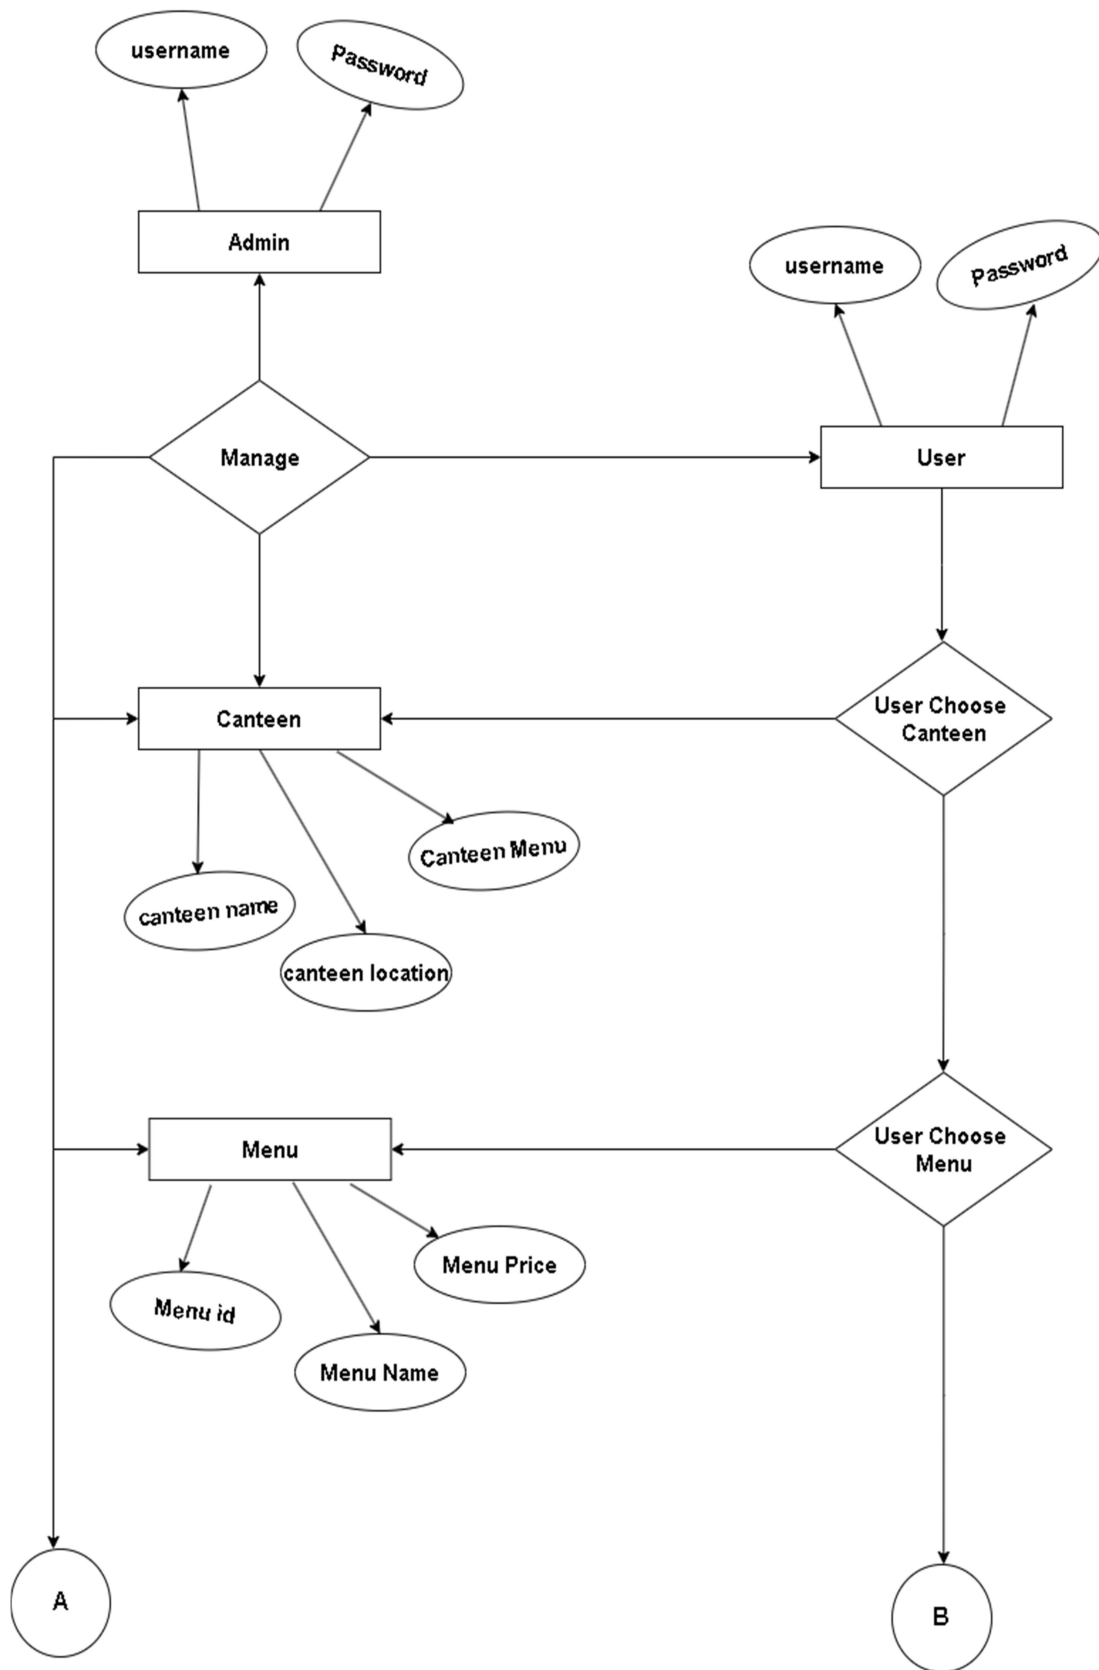 username
Password
Admin
username
Password
Manage
User
Canteen
User Choose
Canteen
Canteen Menu
canteen name
canteen location
Menu
User Choose
Menu
Menu Price
Menu id
Menu Name
A
B